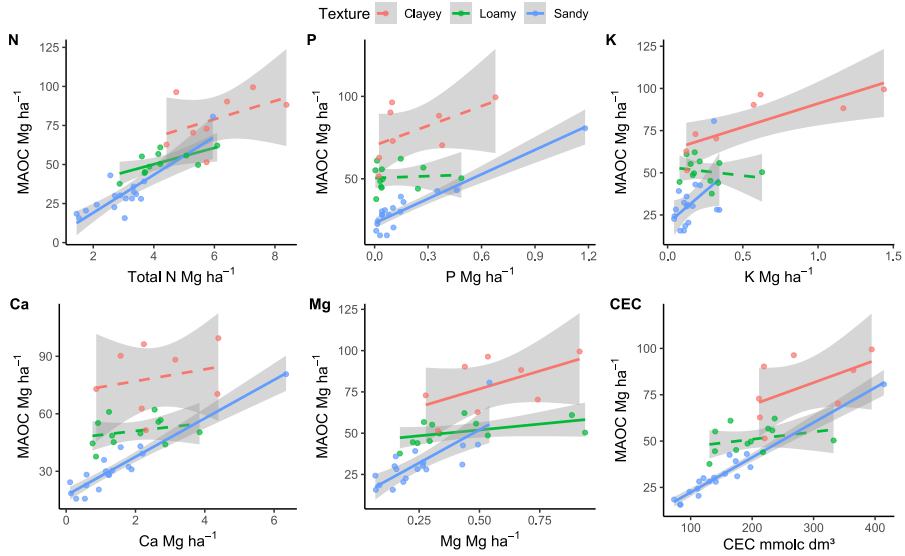 Texture Clayey Loamy Sandy
N
MAOC Mg ha⁻¹
125
100
75
50
25
0
2 4 6 8
Total N Mg ha⁻¹
P
MAOC Mg ha⁻¹
100
50
0
0.0 0.3 0.6 0.9 1.2
P Mg ha⁻¹
K
MAOC Mg ha⁻¹
125
100
75
50
25
0.0 0.5 1.0 1.5
K Mg ha⁻¹
Ca
MAOC Mg ha⁻¹
90
60
30
0 2 4 6
Ca Mg ha⁻¹
Mg
MAOC Mg ha⁻¹
125
100
75
50
25
0.25 0.50 0.75
Mg Mg ha⁻¹
CEC
MAOC Mg ha⁻¹
125
100
75
50
25
100 200 300 400
CEC mmolc dm³